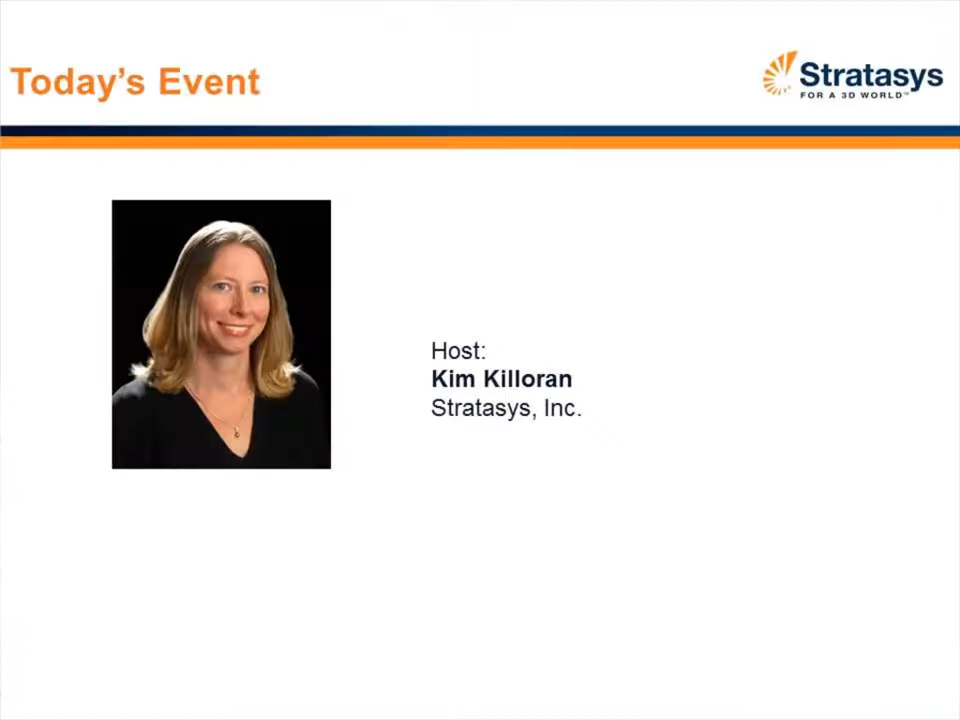 Today's Event
Stratasys
FOR A 3D WORLD™
Host:
Kim Killoran
Stratasys, Inc.